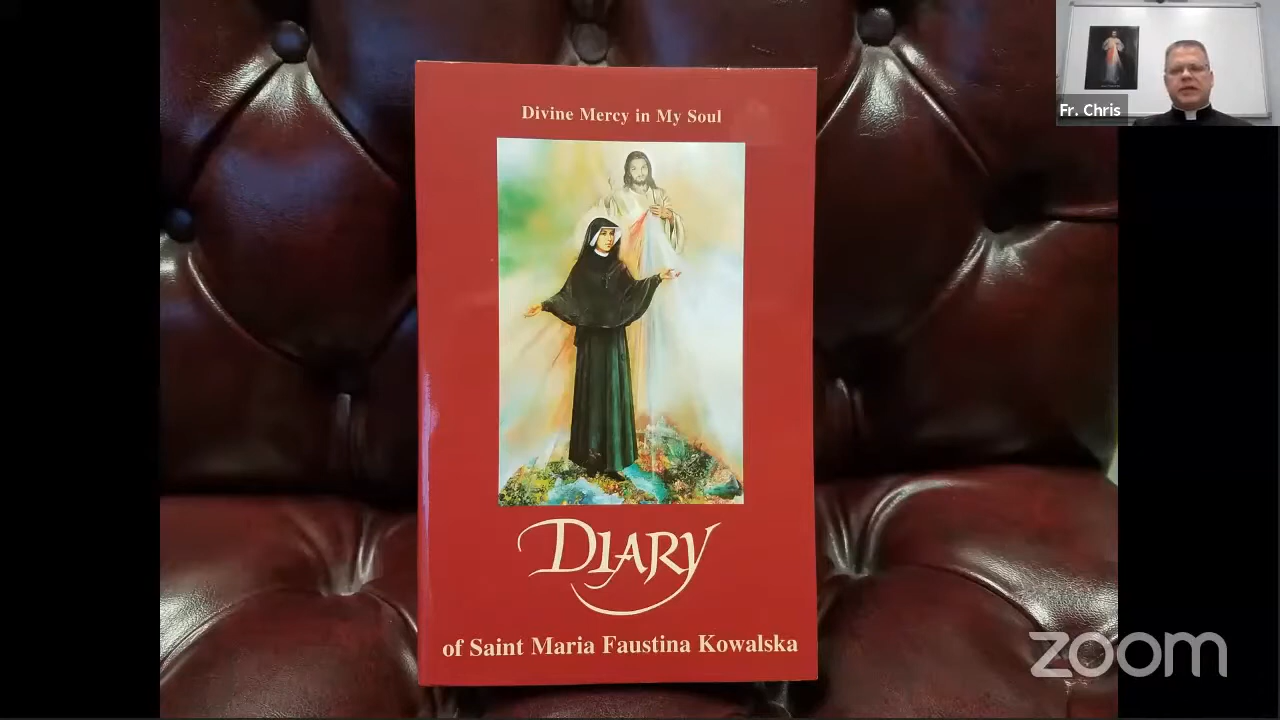 Divine Mercy in My Soul
DIARY
of Saint Maria Faustina Kowalska
Fr. Chris
zoom